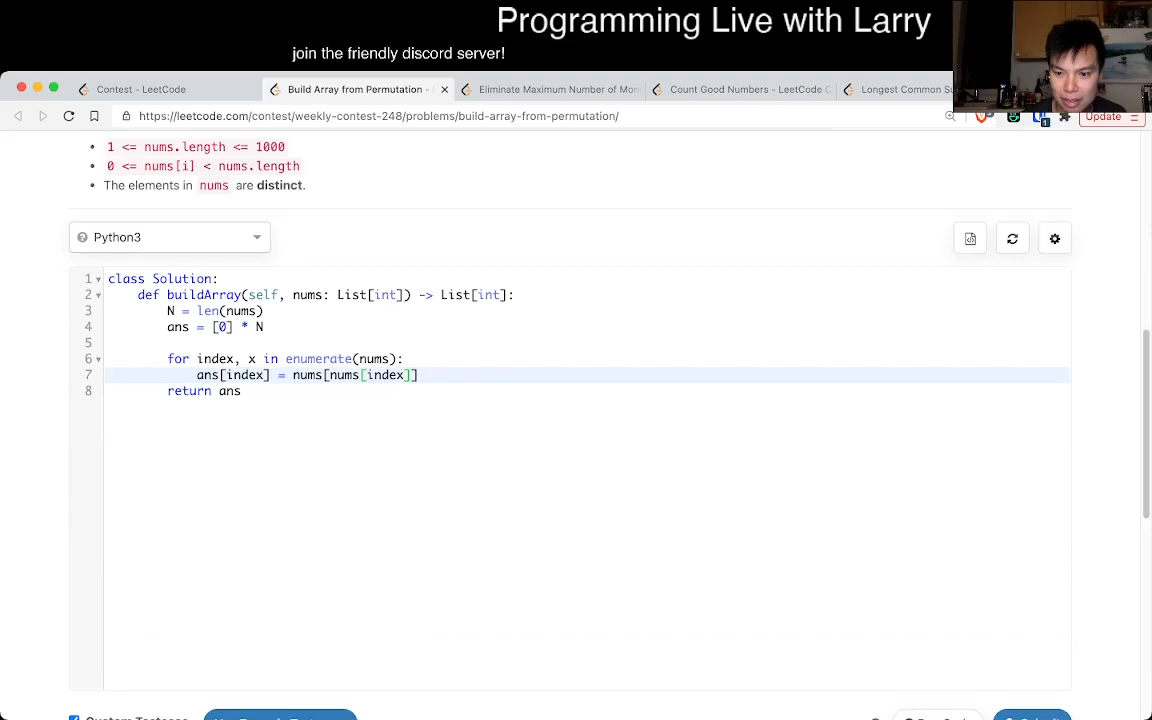 Programming Live with Larry
join the friendly discord server!
Contest - LeetCode
Build Array from Permutation -
Eliminate Maximum Number of Mon
Count Good Numbers - LeetCode C
Longest Common Su
https://leetcode.com/contest/weekly-contest-248/problems/build-array-from-permutation/
Update
1 <= nums.length <= 1000
0 <= nums[i] < nums.length
The elements in nums are distinct.
Python3
1 class Solution:
2 def buildArray(self, nums: List[int]) -> List[int]:
3 N = len(nums)
4 ans = [0] * N
5
6 for index, x in enumerate(nums):
7 ans[index] = nums[nums[index]]
8 return ans